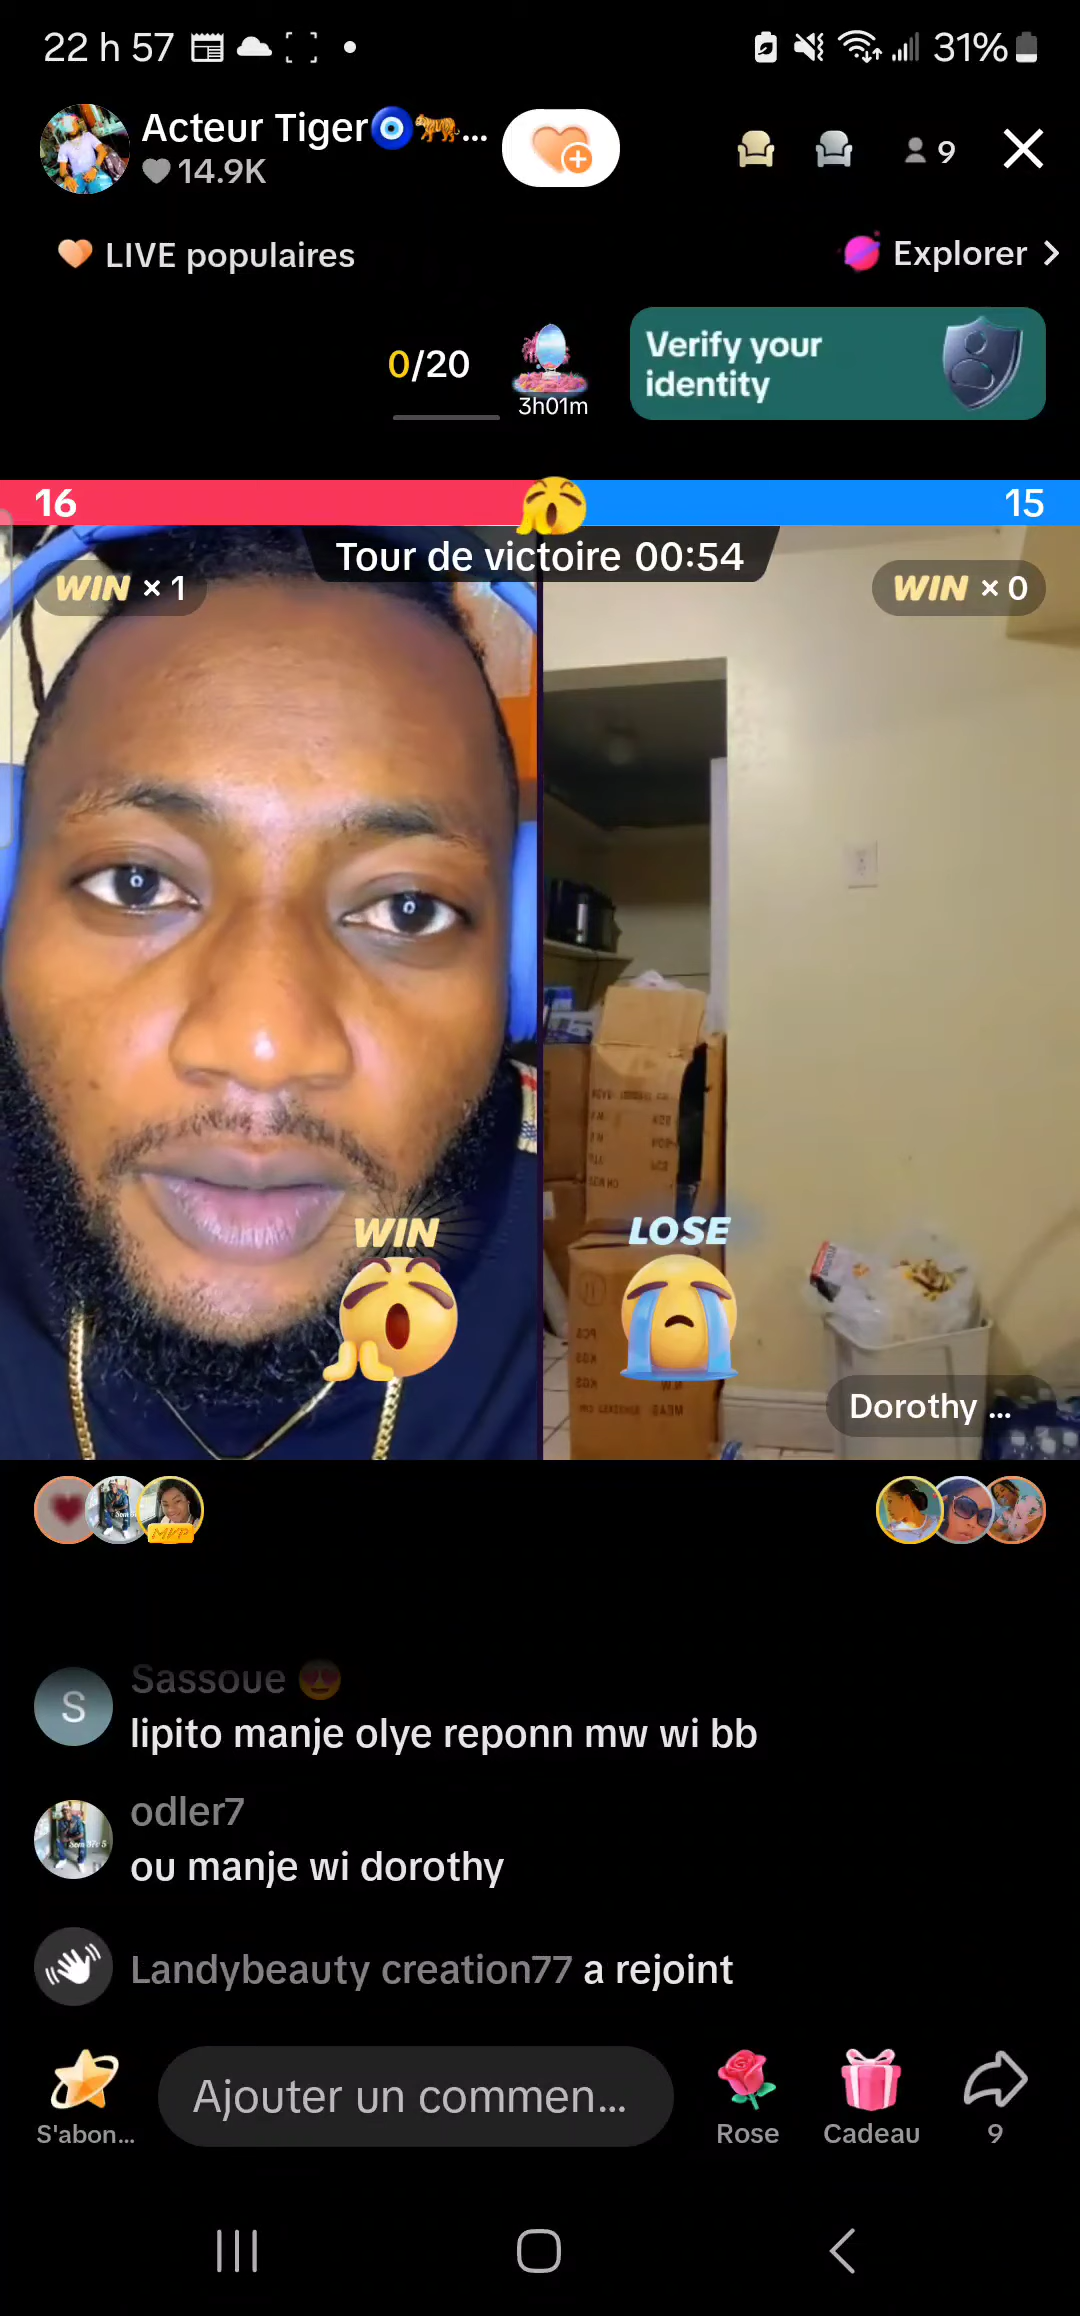 22 h 57
31%
Acteur Tiger🧿🐅...
14.9K
9
LIVE populaires
Explorer
0/20
3h01m
Verify your
identity
16
15
Tour de victoire 00:54
WIN × 1
WIN × 0
WIN
LOSE
Dorothy ...
MVP
Sassoue 😍
S
lipito manje olye reponn mw wi bb
odler7
ou manje wi dorothy
Landybeauty creation77 a rejoint
Ajouter un commen...
S'abon...
Rose
Cadeau
9